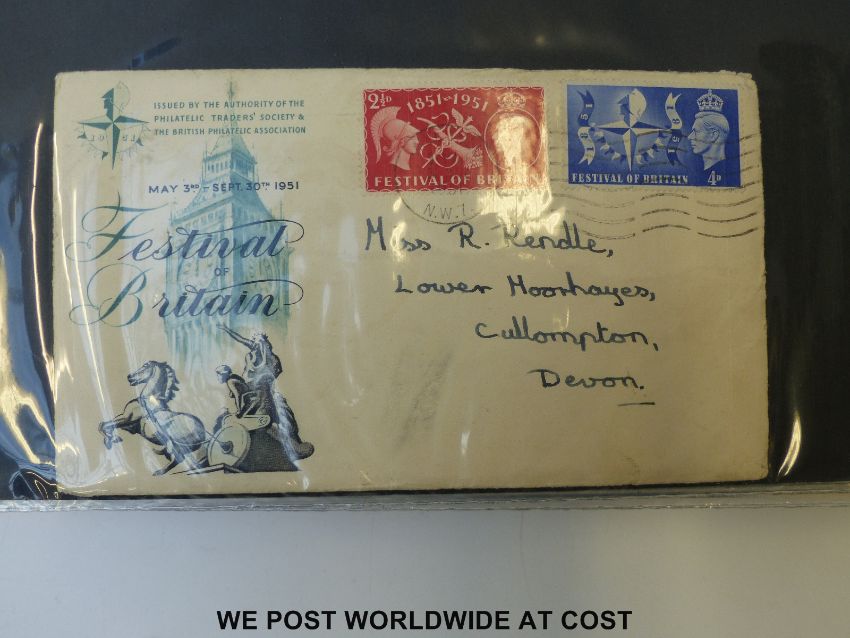 ISSUED BY THE AUTHORITY OF THE
PHILATELIC TRADERS' SOCIETY &
THE BRITISH PHILATELIC ASSOCIATION
MAY 3RD – SEPT. 30TH 1951
Festival
OF
Britain
2½D 1851-1951
FESTIVAL OF BRITAIN
1851 1951
FESTIVAL OF BRITAIN 4D
N.W.1.
Miss R. Kendle,
Lower Moorhayes,
Cullompton,
Devon.
WE POST WORLDWIDE AT COST